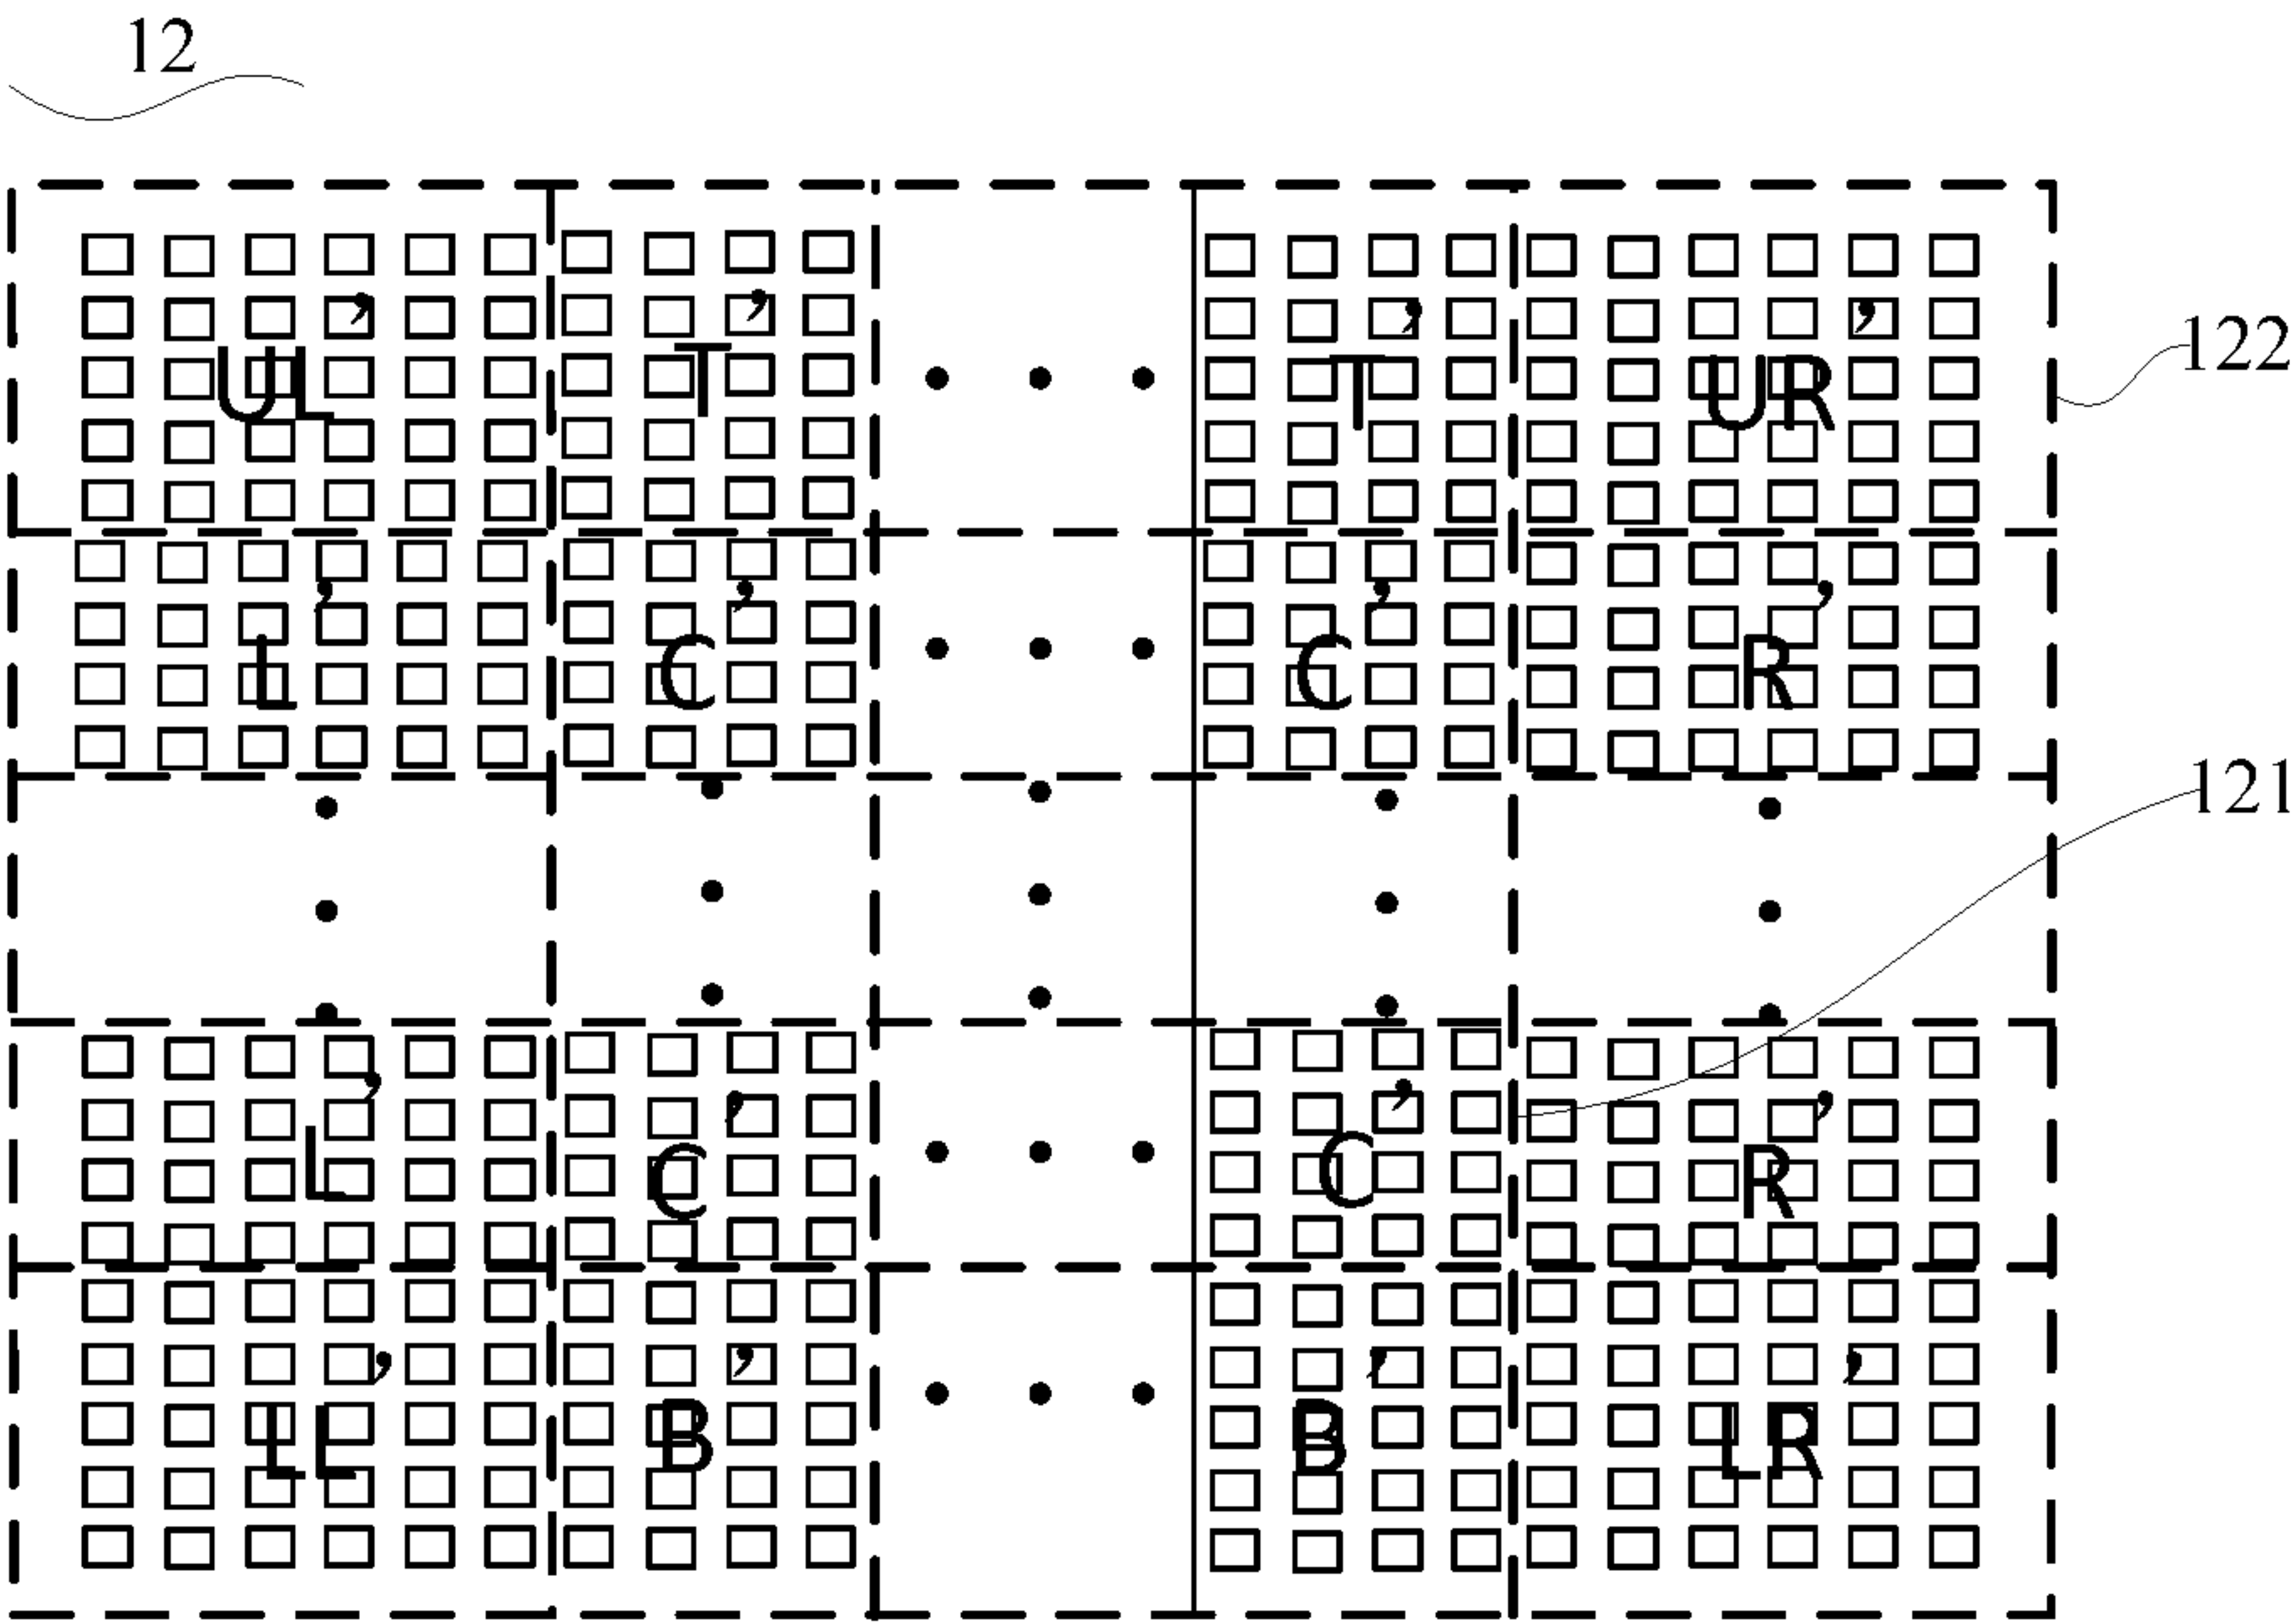 12
UL’ T’ T’ UR’
122
L’ C’ C’ R’
121
L’ C’ C’ R’
LL’ B’ B’ LR’